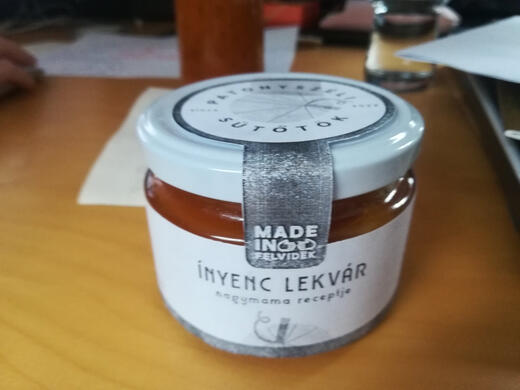 PATONYSZÉLI
SÜTŐTÖK
MADE
IN
FELVIDÉK
ÍNYENC LEKVÁR
nagymama receptje